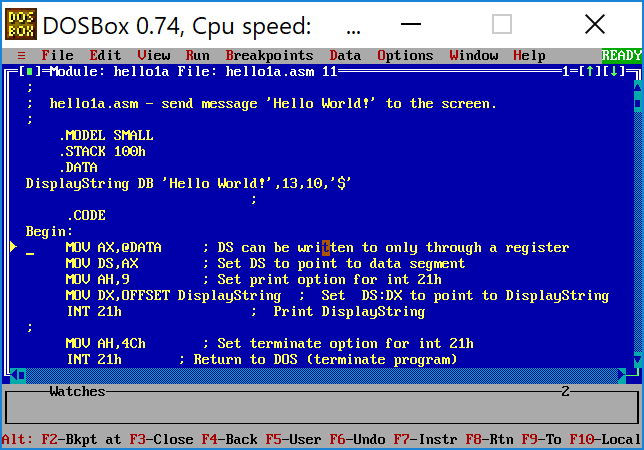 DOS BOX DOSBox 0.74, Cpu speed: ...
≡ File Edit View Run Breakpoints Data Options Window Help READY
[■]=Module: hello1a File: hello1a.asm 11 1=[↑][↓]
;
; hello1a.asm - send message 'Hello World!' to the screen.
;
.MODEL SMALL
.STACK 100h
.DATA
DisplayString DB 'Hello World!',13,10,'$'
;
.CODE
Begin:
MOV AX,@DATA ; DS can be written to only through a register
MOV DS,AX ; Set DS to point to data segment
MOV AH,9 ; Set print option for int 21h
MOV DX,OFFSET DisplayString ; Set DS:DX to point to DisplayString
INT 21h ; Print DisplayString
;
MOV AH,4Ch ; Set terminate option for int 21h
INT 21h ; Return to DOS (terminate program)
Watches 2
Alt: F2-Bkpt at F3-Close F4-Back F5-User F6-Undo F7-Instr F8-Rtn F9-To F10-Local